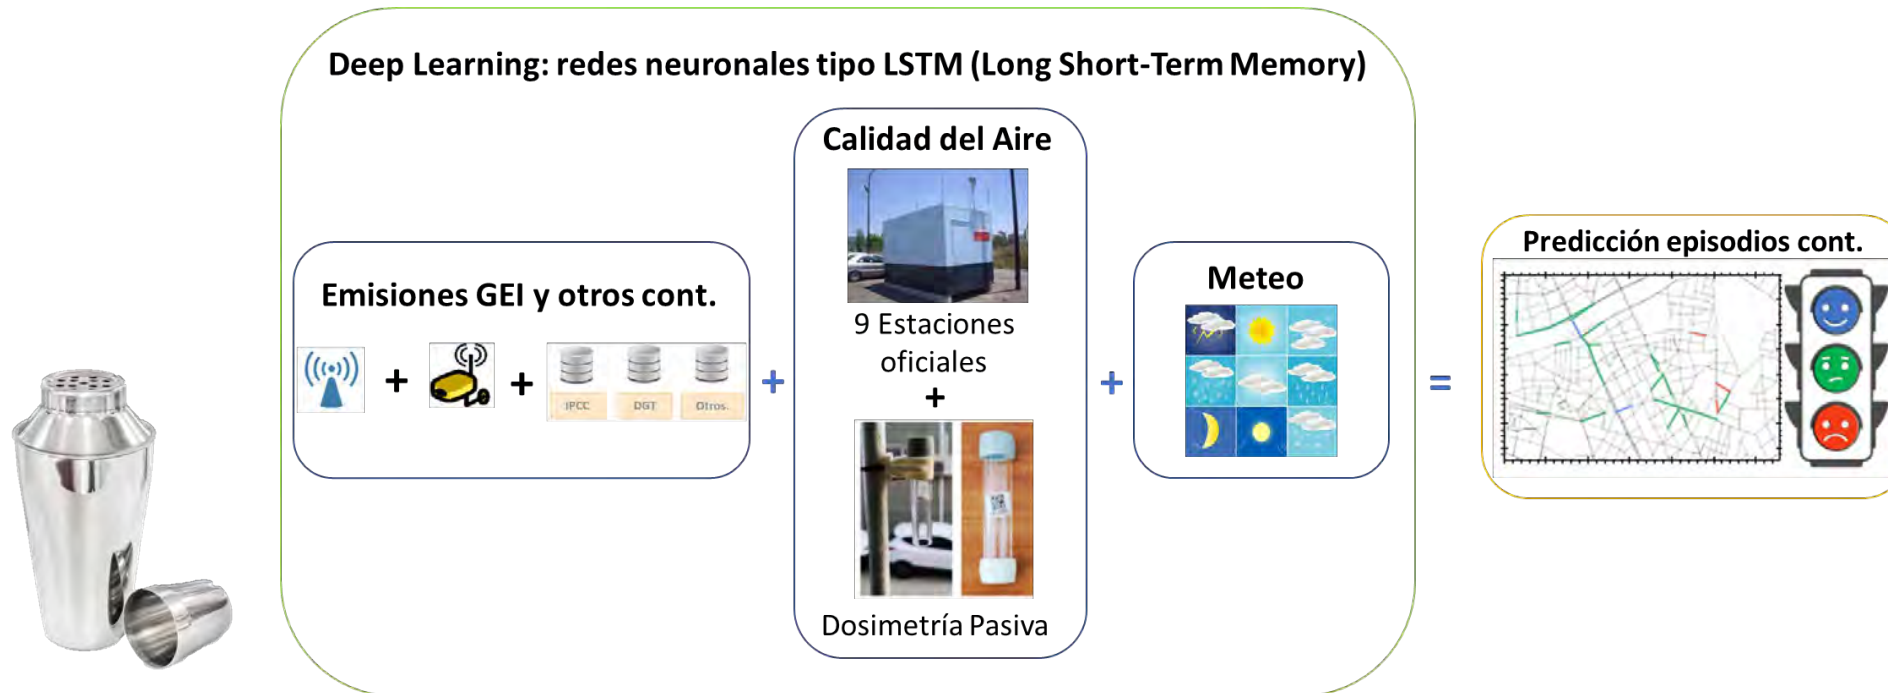 Deep Learning: redes neuronales tipo LSTM (Long Short-Term Memory)
Calidad del Aire
9 Estaciones
oficiales
+
Dosimetría Pasiva
Emisiones GEI y otros cont.
+ +
IPCC DGT Otros.
+
+
Meteo
=
Predicción episodios cont.